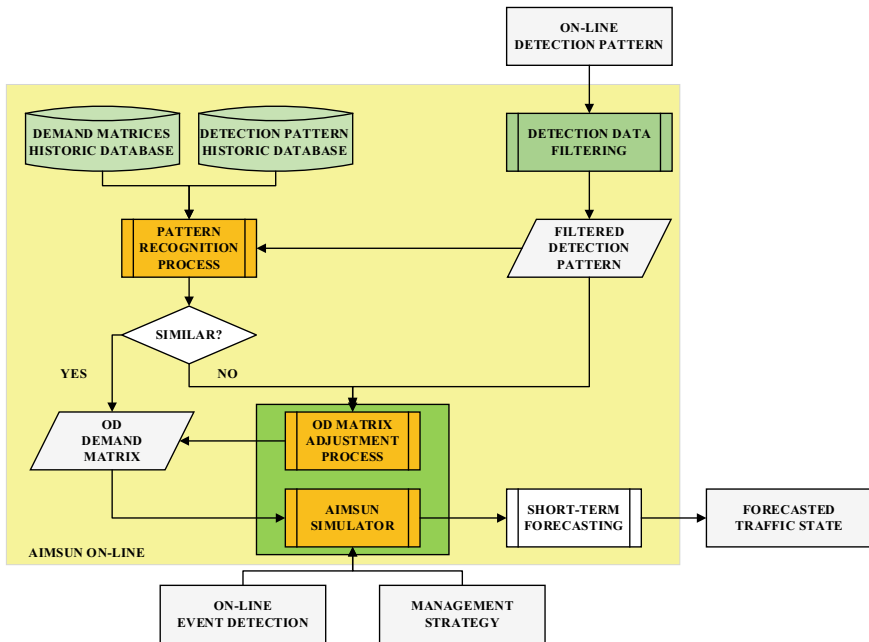 ON-LINE
DETECTION PATTERN
DEMAND MATRICES
HISTORIC DATABASE
DETECTION PATTERN
HISTORIC DATABASE
DETECTION DATA
FILTERING
PATTERN
RECOGNITION
PROCESS
FILTERED
DETECTION
PATTERN
SIMILAR?
YES
NO
OD
DEMAND
MATRIX
OD MATRIX
ADJUSTMENT
PROCESS
AIMSUN
SIMULATOR
SHORT-TERM
FORECASTING
FORECASTED
TRAFFIC STATE
AIMSUN ON-LINE
ON-LINE
EVENT DETECTION
MANAGEMENT
STRATEGY